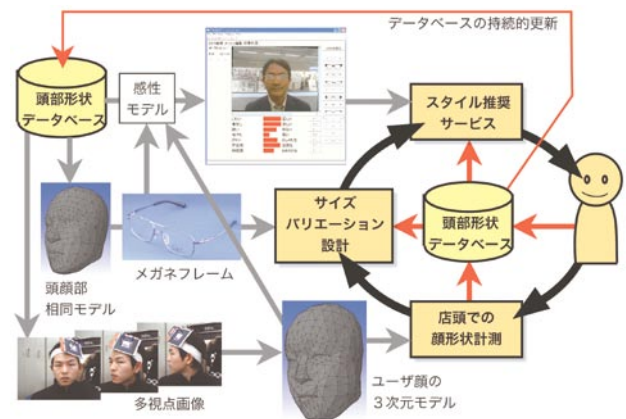 データベースの持続的更新
頭部形状
データベース
感性
モデル
スタイル推奨
サービス
サイズ
バリエーション
設計
頭部形状
データベース
メガネフレーム
頭顔部
相同モデル
店頭での
顔形状計測
多視点画像
ユーザ顔の
3次元モデル